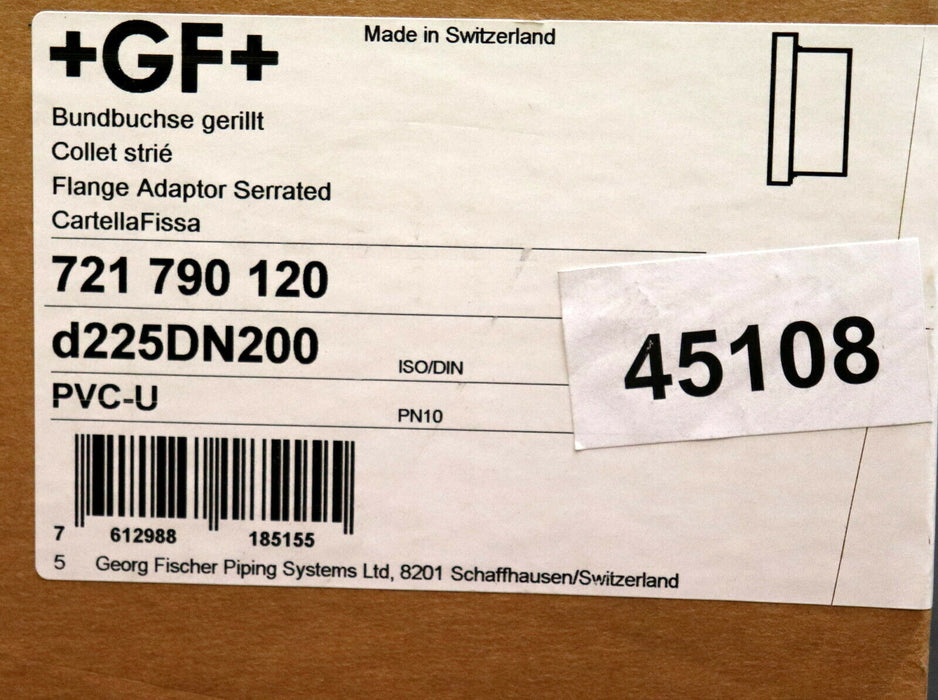 +GF+
Made in Switzerland
Bundbuchse gerillt
Collet strié
Flange Adaptor Serrated
CartellaFissa
721 790 120
d225DN200
ISO/DIN
PVC-U
PN10
45108
7 612988 185155
5 Georg Fischer Piping Systems Ltd, 8201 Schaffhausen/Switzerland